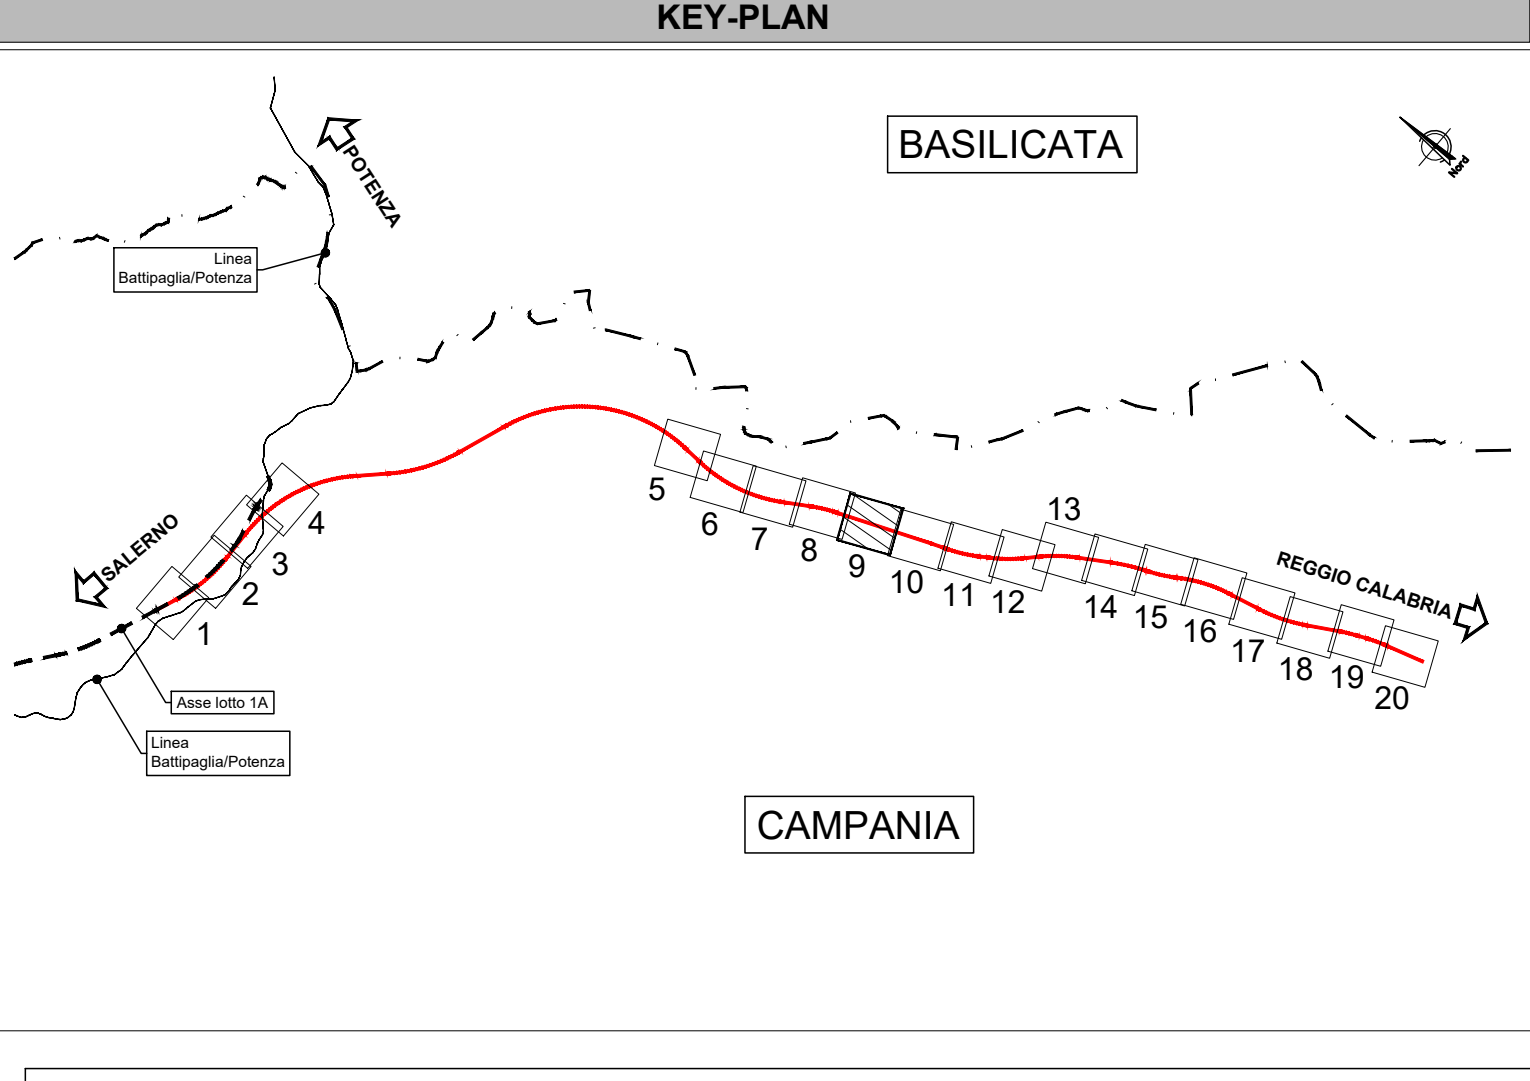 KEY-PLAN
BASILICATA
Nord
POTENZA
Linea
Battipaglia/Potenza
SALERNO
REGGIO CALABRIA
1
2
3
4
5
6
7
8
9
10
11
12
13
14
15
16
17
18
19
20
Asse lotto 1A
Linea
Battipaglia/Potenza
CAMPANIA